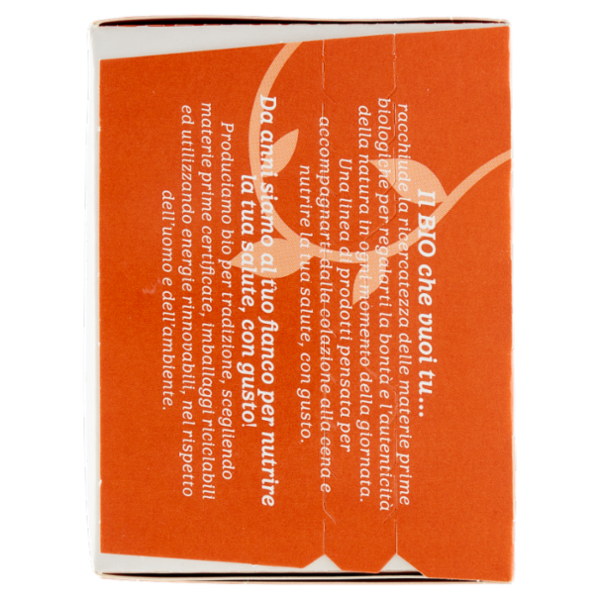 Il BIO che vuoi tu...
racchiude la ricercatezza delle materie prime
biologiche per regalarti la bontà e l'autenticità
della natura in ogni momento della giornata.
Una linea di prodotti pensata per
accompagnarti dalla colazione alla cena e
nutrire la tua salute, con gusto.
Da anni siamo al tuo fianco per nutrire
la tua salute, con gusto!
Produciamo bio per tradizione, scegliendo
materie prime certificate, imballaggi riciclabili
ed utilizzando energie rinnovabili, nel rispetto
dell'uomo e dell'ambiente.